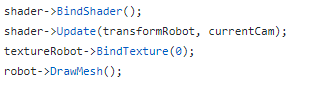 shader->BindShader();
shader->Update(transformRobot, currentCam);
textureRobot->BindTexture(0);
robot->DrawMesh();